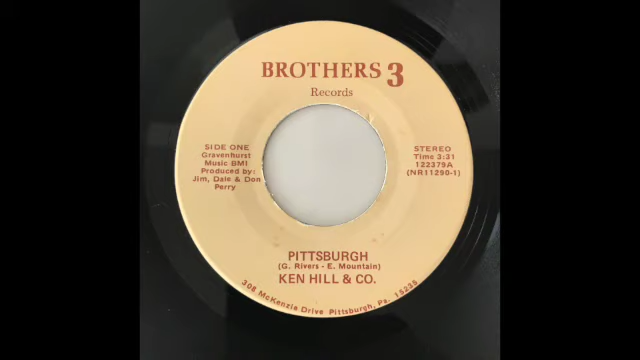 BROTHERS 3
Records
SIDE ONE
Gravenhurst
Music BMI
Produced by:
Jim, Dale & Don
Perry
STEREO
Time 3:31
122379A
(NR11290-1)
PITTSBURGH
(G. Rivers - E. Mountain)
KEN HILL & CO.
308 McKenzie Drive Pittsburgh, Pa. 15235